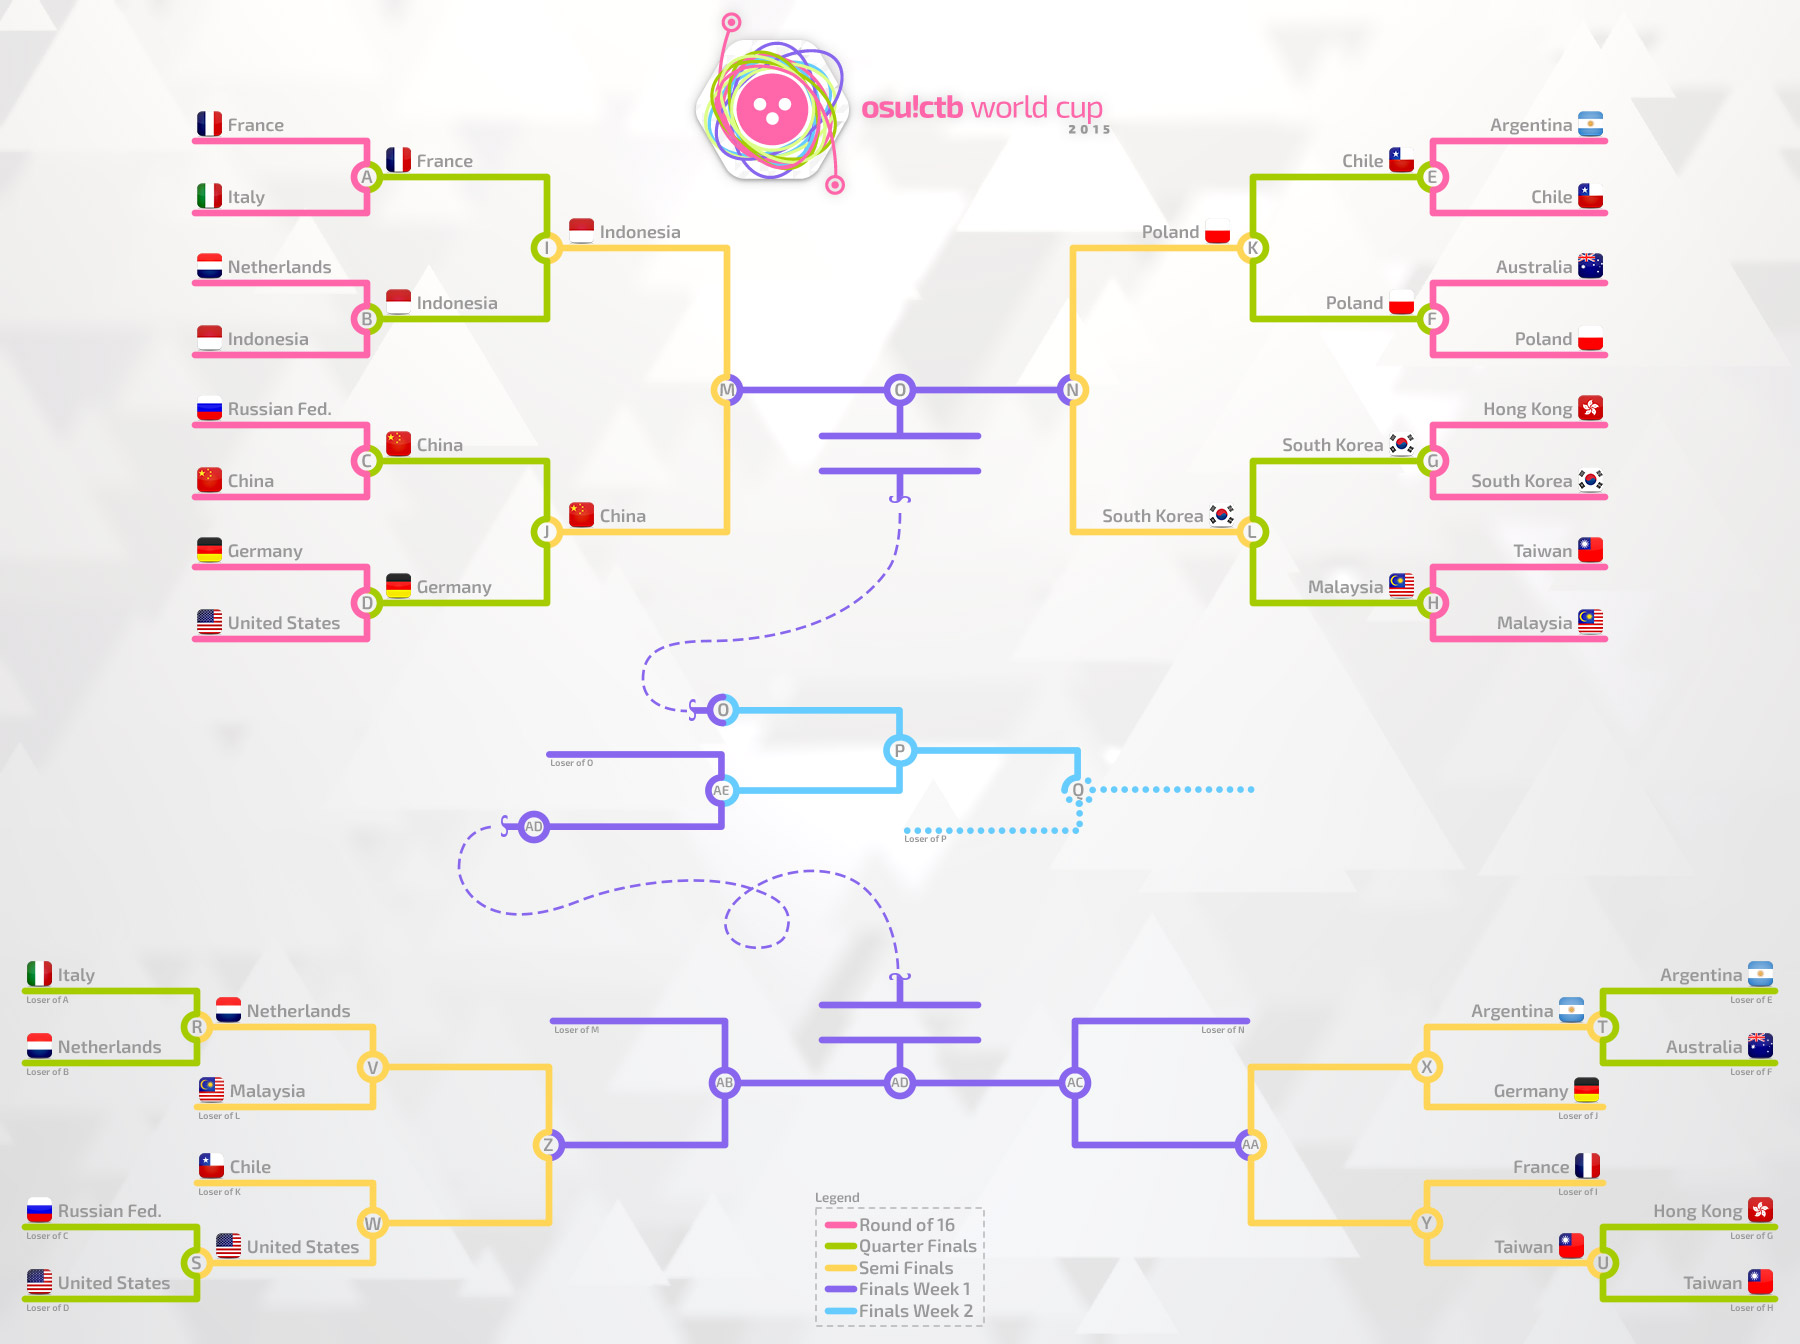 osu!ctb world cup
2015
France
A
France
Italy
I
Indonesia
Netherlands
B
Indonesia
Indonesia
M
Russian Fed.
C
China
China
J
China
Germany
D
Germany
United States
O
Argentina
Chile
E
Chile
Poland
K
Australia
Poland
F
Poland
N
Hong Kong
South Korea
G
South Korea
South Korea
L
Taiwan
Malaysia
H
Malaysia
O
P
Loser of O
AE
Q
AD
Loser of P
Italy
Loser of A
R
Netherlands
Netherlands
Loser of B
V
Malaysia
Loser of L
Chile
Loser of K
W
Russian Fed.
Loser of C
United States
S
United States
Loser of D
Z
Loser of M
AB
AD
AC
Loser of N
AA
Argentina
Loser of E
Argentina
T
Australia
Loser of F
X
Germany
Loser of J
France
Loser of I
Y
Hong Kong
Loser of G
Taiwan
U
Taiwan
Loser of H
Legend
Round of 16
Quarter Finals
Semi Finals
Finals Week 1
Finals Week 2